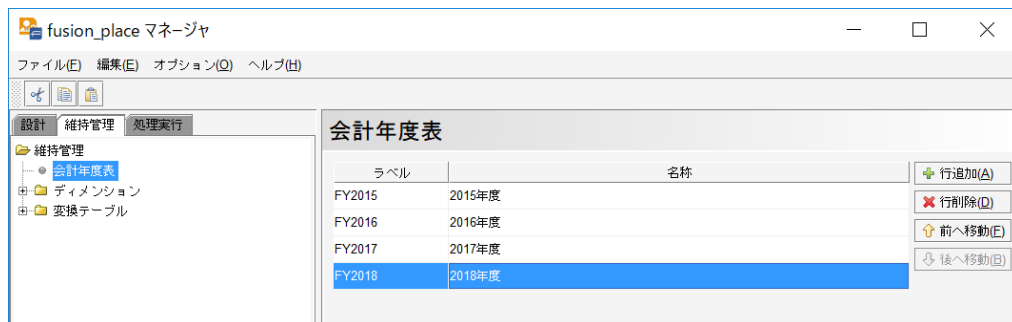 fusion_place マネージャ
ファイル(F) 編集(E) オプション(O) ヘルプ(H)
設計 維持管理 処理実行
維持管理
会計年度表
ディメンション
変換テーブル
会計年度表
ラベル 名称
FY2015 2015年度
FY2016 2016年度
FY2017 2017年度
FY2018 2018年度
行追加(A)
行削除(D)
前へ移動(F)
後へ移動(B)